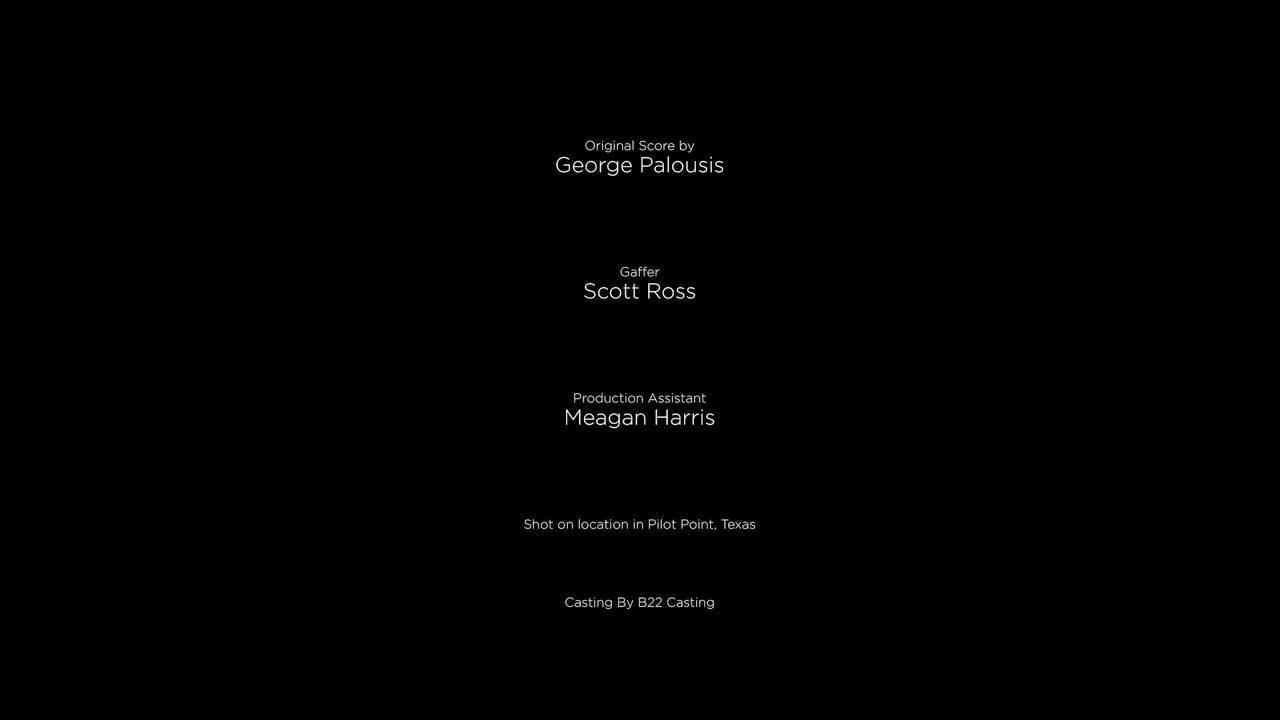 Original Score by
George Palousis
Gaffer
Scott Ross
Production Assistant
Meagan Harris
Shot on location in Pilot Point, Texas
Casting By B22 Casting